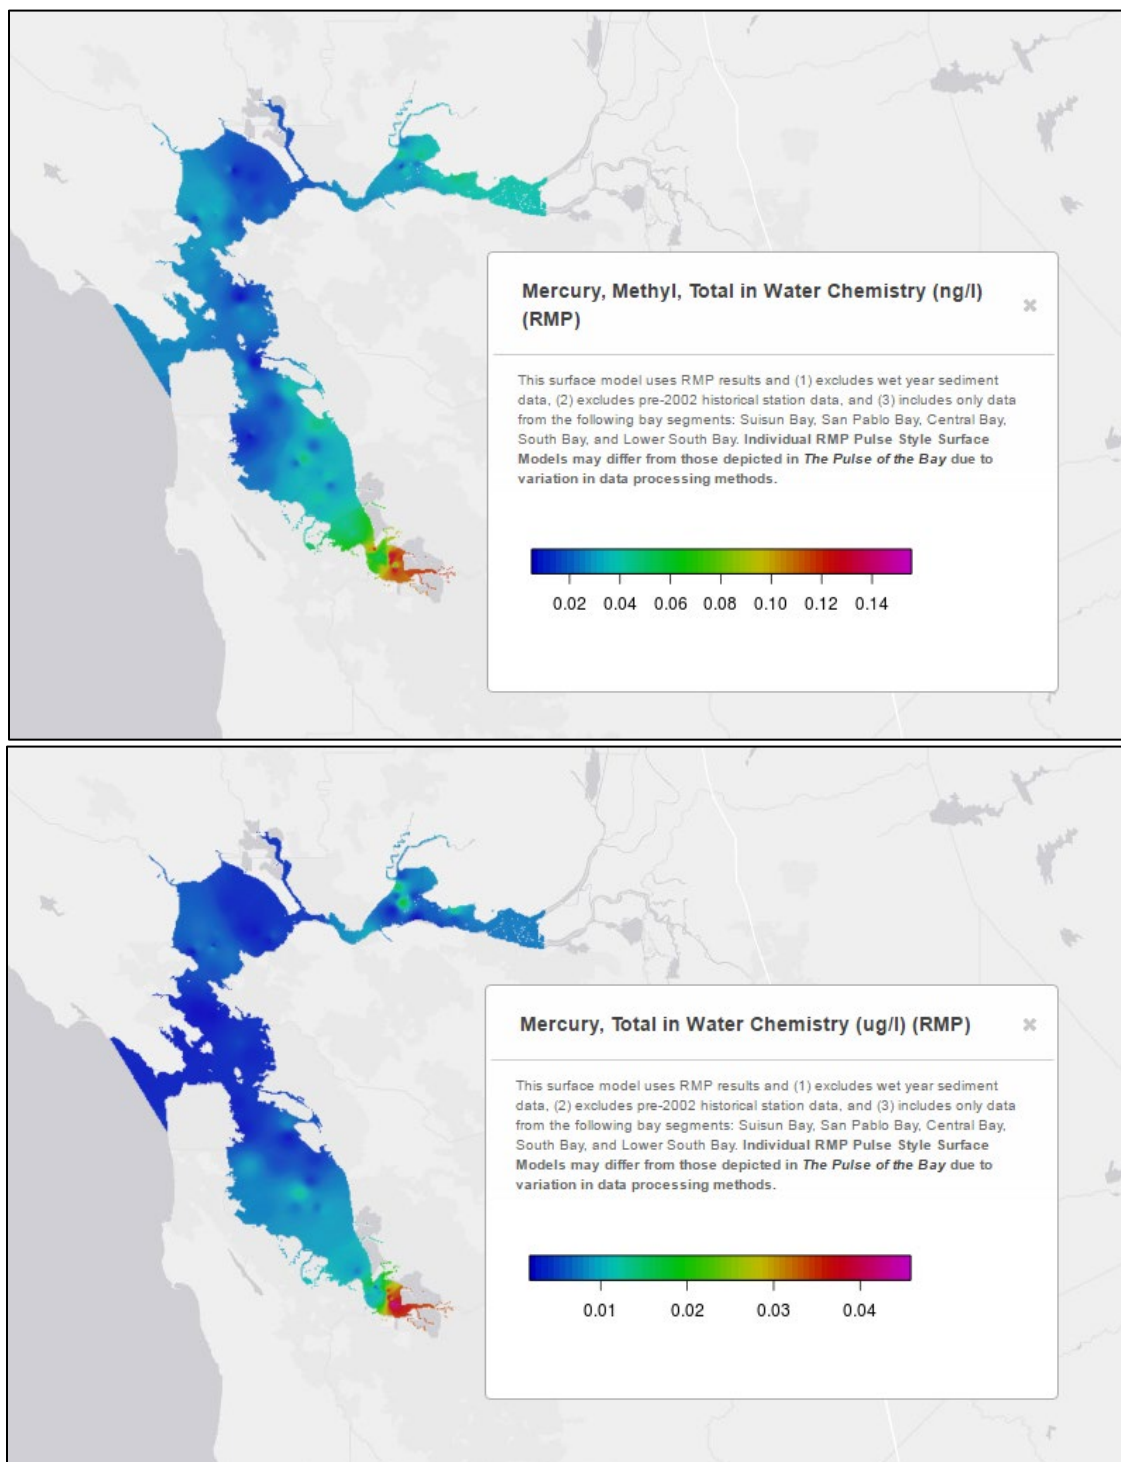 Mercury, Methyl, Total in Water Chemistry (ng/l)
(RMP)
This surface model uses RMP results and (1) excludes wet year sediment
data, (2) excludes pre-2002 historical station data, and (3) includes only data
from the following bay segments: Suisun Bay, San Pablo Bay, Central Bay,
South Bay, and Lower South Bay. Individual RMP Pulse Style Surface
Models may differ from those depicted in The Pulse of the Bay due to
variation in data processing methods.
0.02 0.04 0.06 0.08 0.10 0.12 0.14
Mercury, Total in Water Chemistry (ug/l) (RMP)
This surface model uses RMP results and (1) excludes wet year sediment
data, (2) excludes pre-2002 historical station data, and (3) includes only data
from the following bay segments: Suisun Bay, San Pablo Bay, Central Bay,
South Bay, and Lower South Bay. Individual RMP Pulse Style Surface
Models may differ from those depicted in The Pulse of the Bay due to
variation in data processing methods.
0.01 0.02 0.03 0.04